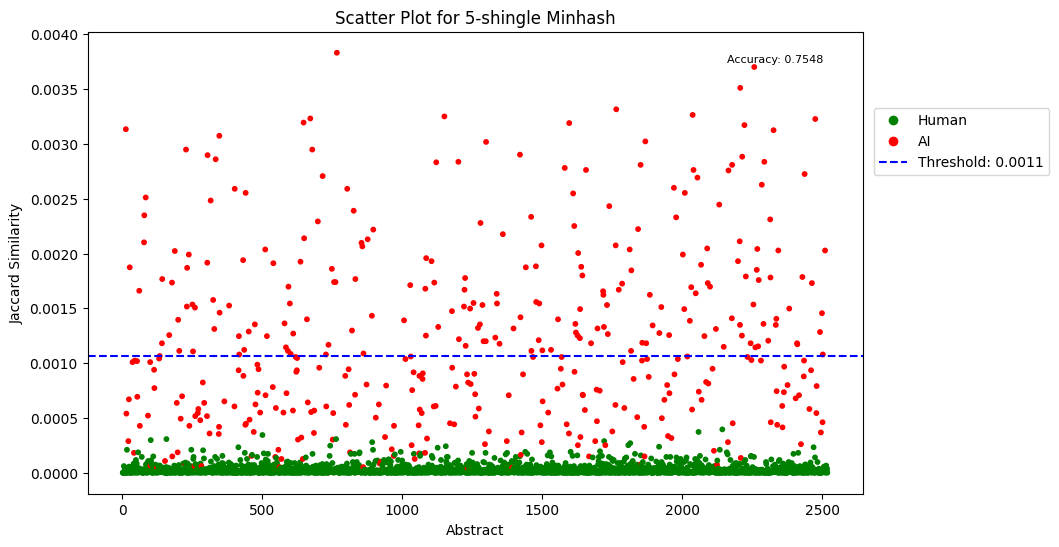 Scatter Plot for 5-shingle Minhash
0.0040
Accuracy: 0.7548
0.0035
0.0030
0.0025
0.0020
0.0015
0.0010
0.0005
0.0000
Jaccard Similarity
Human
AI
Threshold: 0.0011
0
500
1000
1500
2000
2500
Abstract